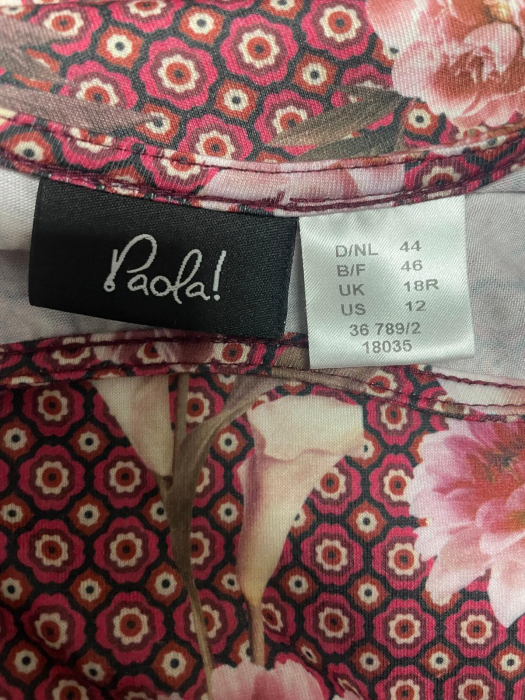 Paola!
D/NL 44
B/F 46
UK 18R
US 12
36 789/2
18035